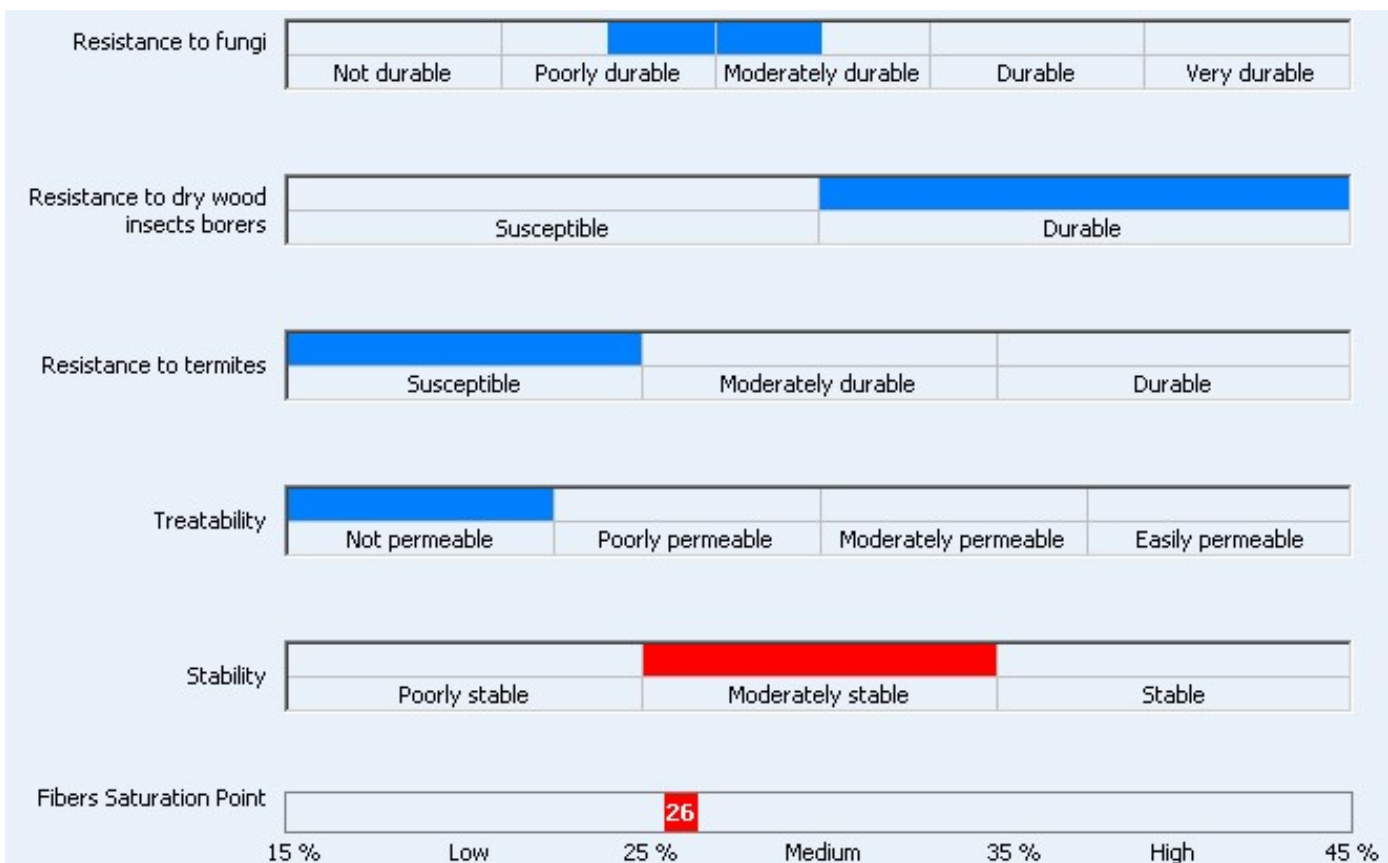 Resistance to fungi
Not durable Poorly durable Moderately durable Durable Very durable
Resistance to dry wood
insects borers
Susceptible Durable
Resistance to termites
Susceptible Moderately durable Durable
Treatability
Not permeable Poorly permeable Moderately permeable Easily permeable
Stability
Poorly stable Moderately stable Stable
Fibers Saturation Point
26
15 % Low 25 % Medium 35 % High 45 %